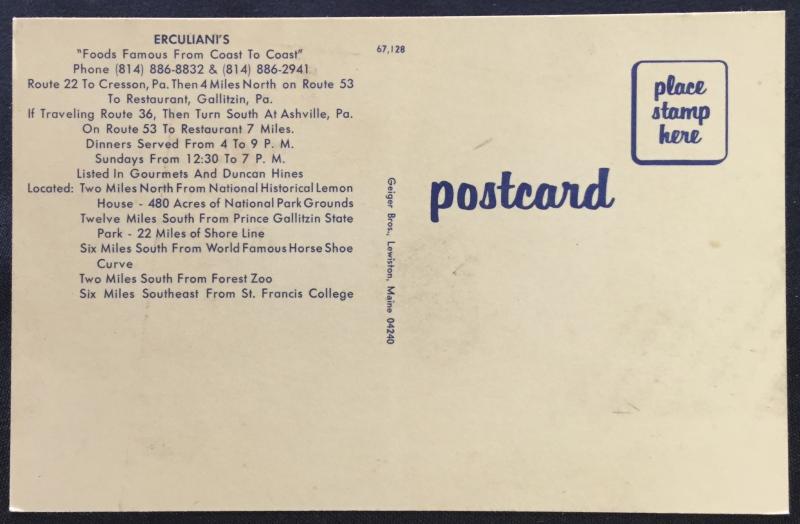 ERCULIANI'S
"Foods Famous From Coast To Coast"
Phone (814) 886-8832 & (814) 886-2941
Route 22 To Cresson, Pa. Then 4 Miles North on Route 53
To Restaurant, Gallitzin, Pa.
If Traveling Route 36, Then Turn South At Ashville, Pa.
On Route 53 To Restaurant 7 Miles.
Dinners Served From 4 To 9 P. M.
Sundays From 12:30 To 7 P. M.
Listed In Gourmets And Duncan Hines
Located: Two Miles North From National Historical Lemon
House - 480 Acres of National Park Grounds
Twelve Miles South From Prince Gallitzin State
Park - 22 Miles of Shore Line
Six Miles South From World Famous Horse Shoe
Curve
Two Miles South From Forest Zoo
Six Miles Southeast From St. Francis College
67,128
Geiger Bros., Lewiston, Maine 04240
place
stamp
here
postcard